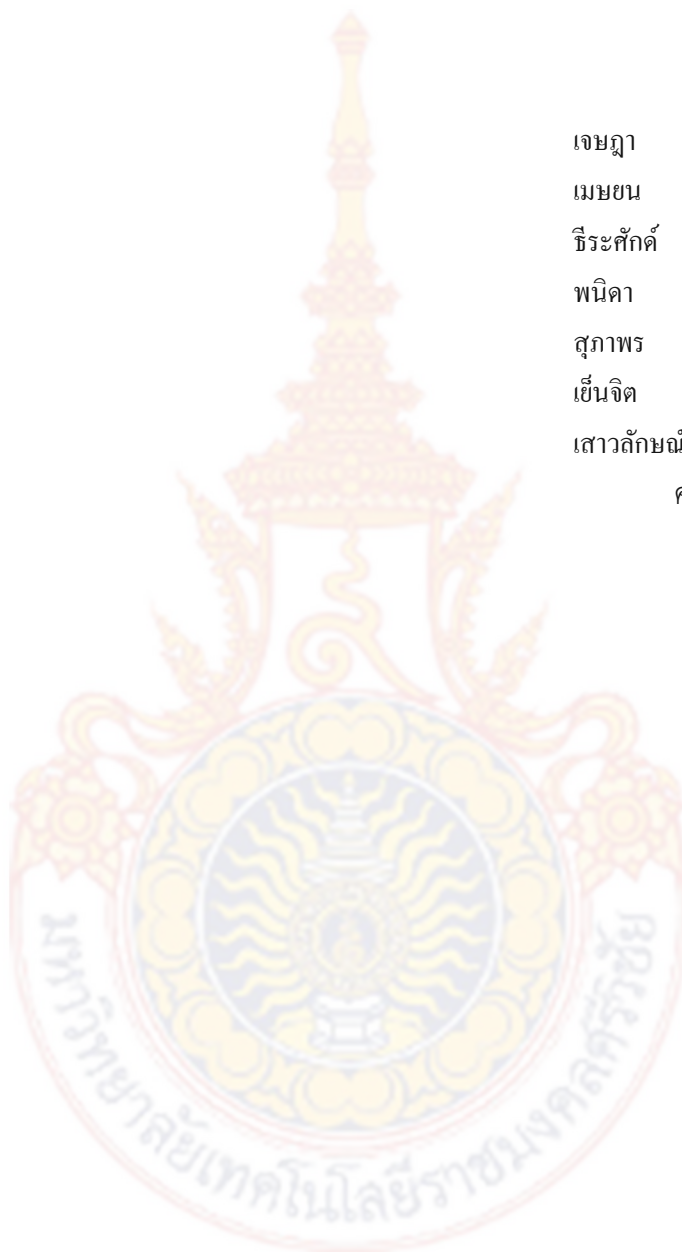 เจษฎา
เมษยน
ธีระศักด์
พนิดา
สุภาพร
เย็นจิต
เสาวลักษณ์
ค
มหาวิทยาลัยเทคโนโลยีราชมงคลศรีวิชัย